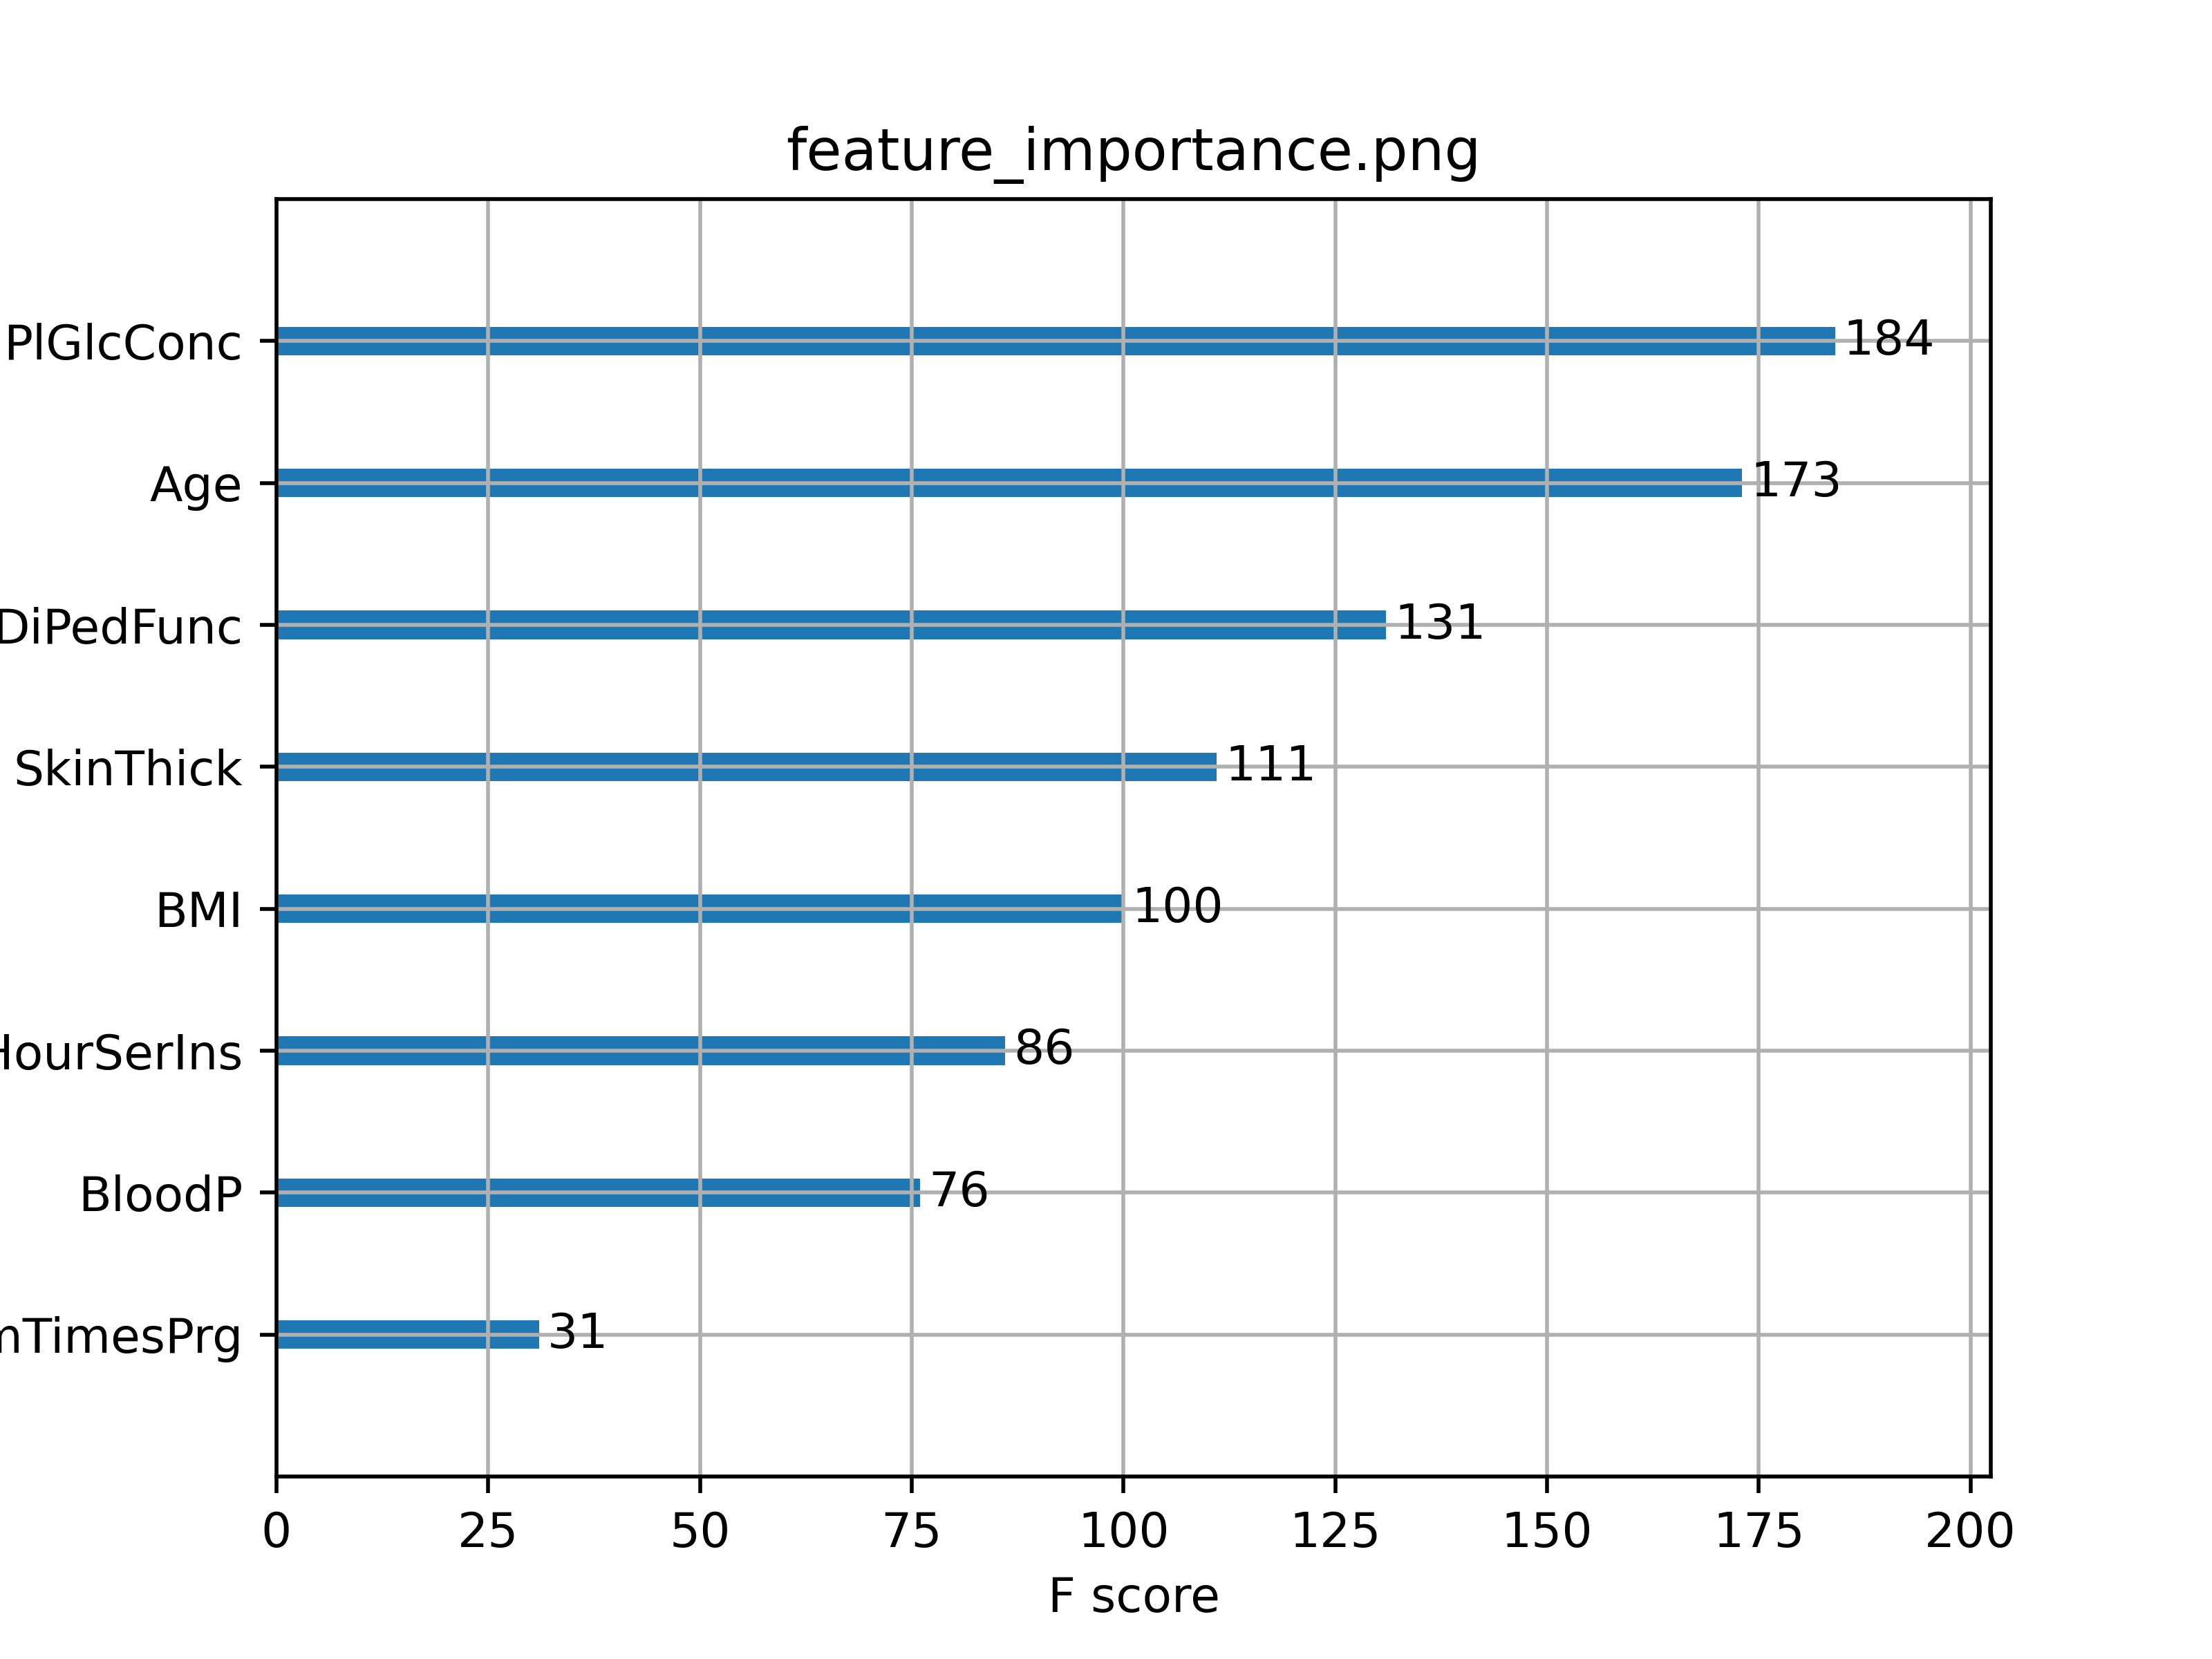 feature_importance.png
PlGlcConc
184
Age
173
DiPedFunc
131
SkinThick
111
BMI
100
HourSerIns
86
BloodP
76
mTimesPrg
31
0 25 50 75 100 125 150 175 200
F score